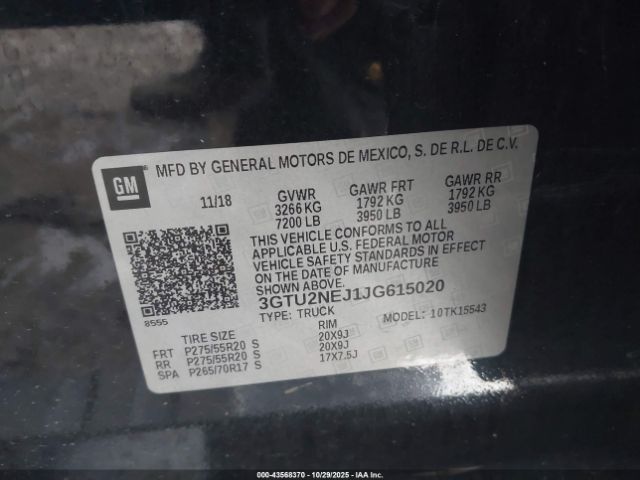 MFD BY GENERAL MOTORS DE MEXICO, S. DE R.L. DE C.V.
GM
11/18 GVWR GAWR FRT GAWR RR
3266 KG 1792 KG 1792 KG
7200 LB 3950 LB 3950 LB
THIS VEHICLE CONFORMS TO ALL
APPLICABLE U.S. FEDERAL MOTOR
VEHICLE SAFETY STANDARDS IN EFFECT
ON THE DATE OF MANUFACTURE
SHOWN ABOVE.
3GTU2NEJ1JG615020
8555
TYPE: TRUCK MODEL: 10TK15543
TIRE SIZE RIM
FRT P275/55R20 S 20X9J
RR P275/55R20 S 20X9J
SPA P265/70R17 S 17X7.5J
000-43568370 - 10/29/2025 - IAA Inc.